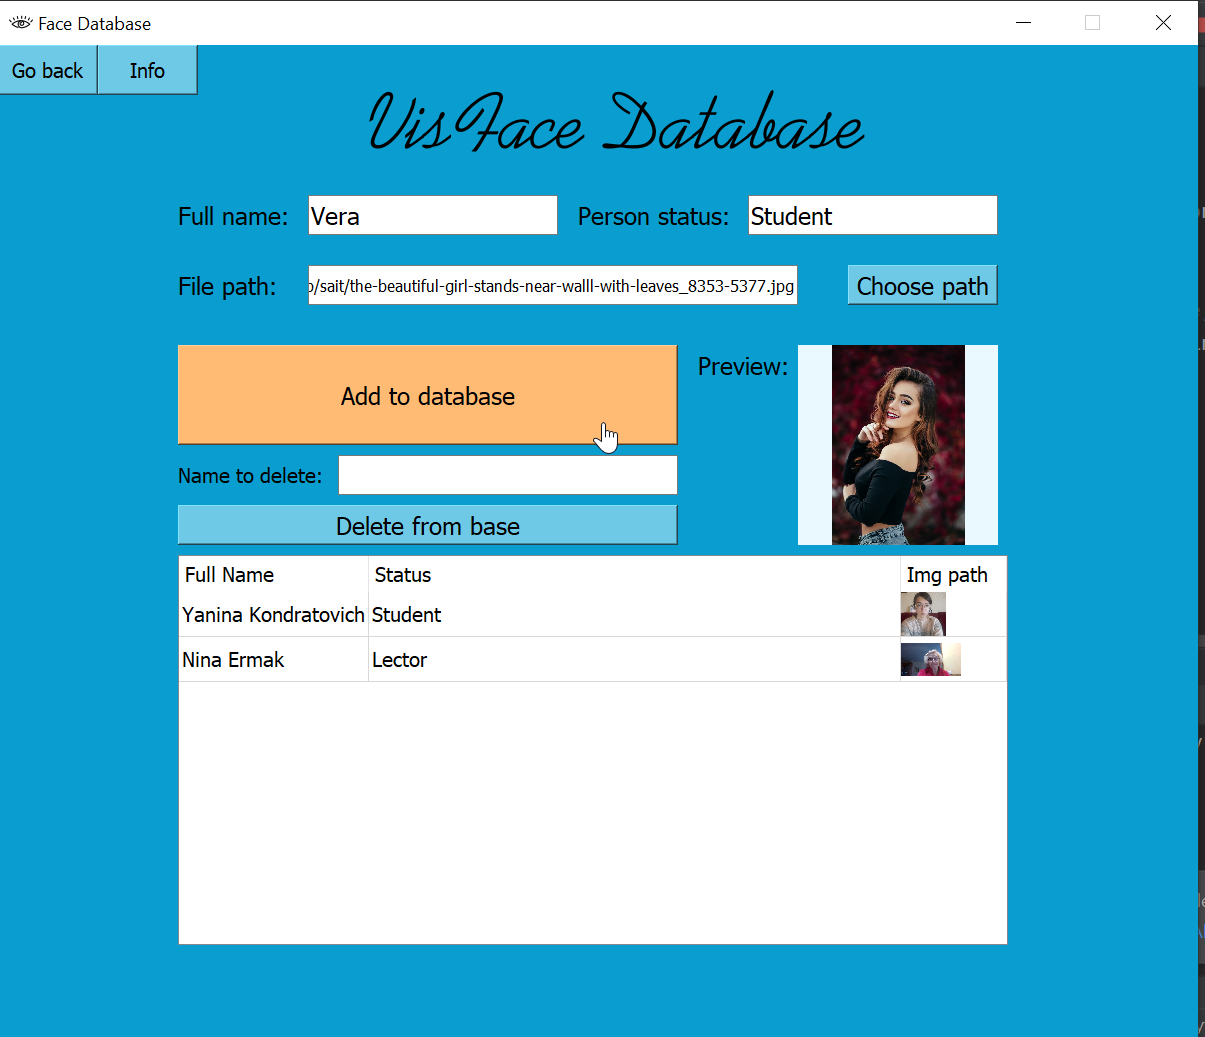 Face Database
Go back Info
VisFace Database
Full name: Vera Person status: Student
File path: o/sait/the-beautiful-girl-stands-near-walll-with-leaves_8353-5377.jpg Choose path
Add to database Preview:
Name to delete:
Delete from base
Full Name Status Img path
Yanina Kondratovich Student
Nina Ermak Lector